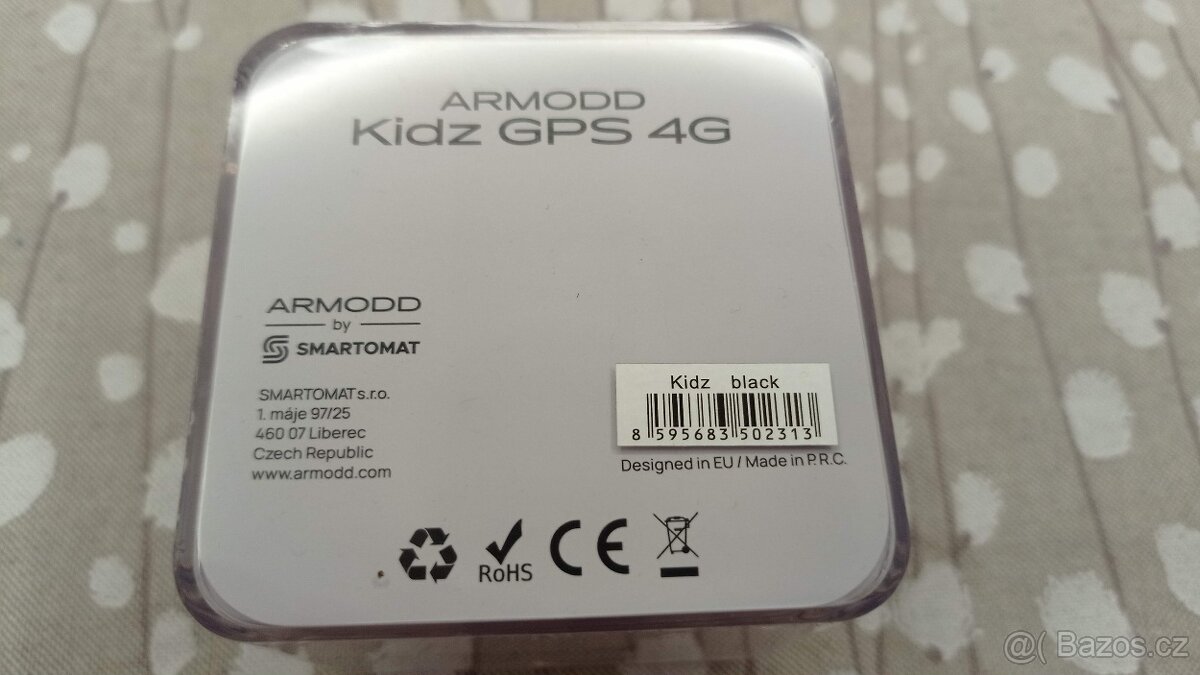 ARMODD
Kidz GPS 4G
ARMODD
by
SMARTOMAT
SMARTOMAT s.r.o.
1. máje 97/25
460 07 Liberec
Czech Republic
www.armodd.com
Kidz black
8 595683 502313
Designed in EU / Made in P.R.C.
RoHS
CE
@( Bazos.cz